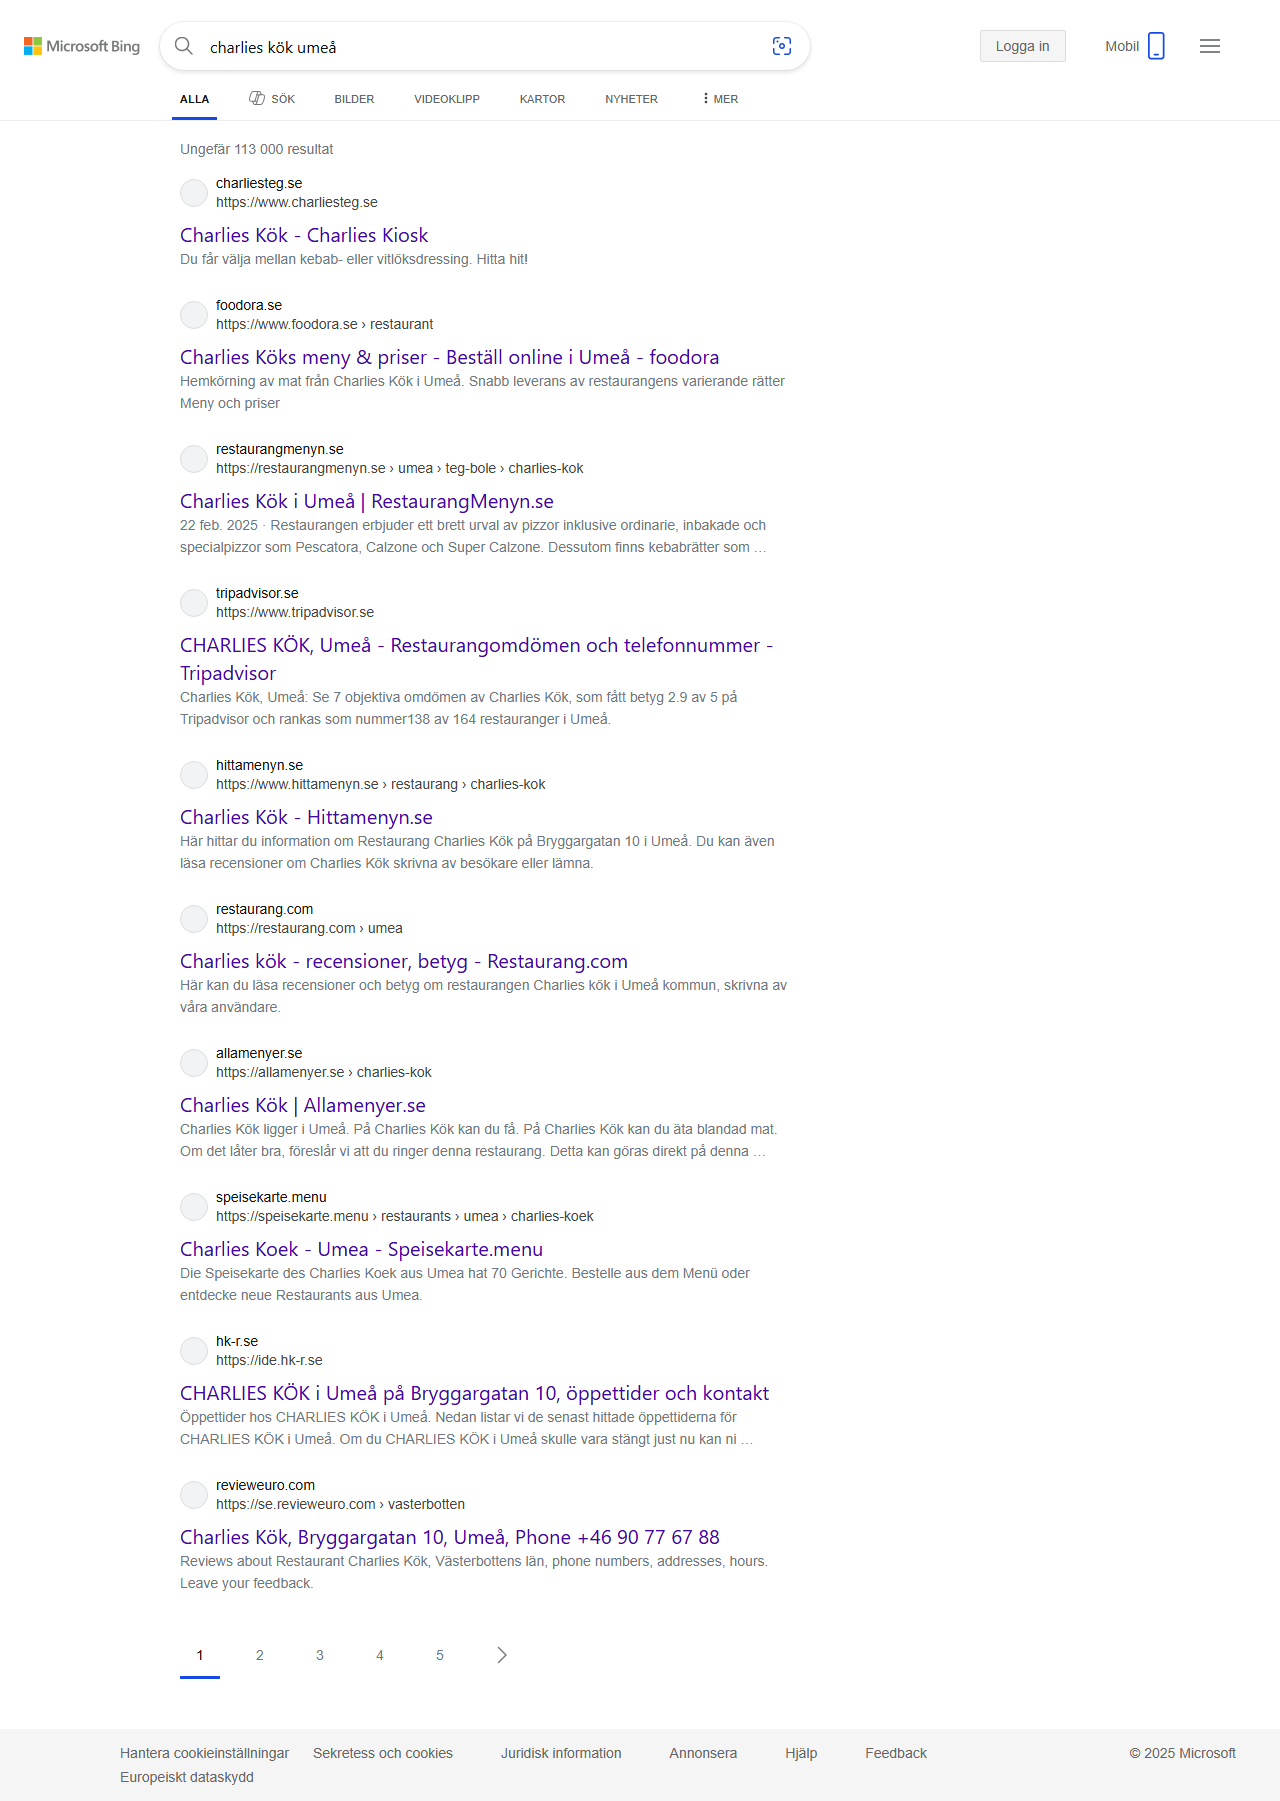 Microsoft Bing
charlies kök umeå
Logga in
Mobil
ALLA
SÖK
BILDER
VIDEOKLIPP
KARTOR
NYHETER
MER
Ungefär 113 000 resultat
charliesteg.se
https://www.charliesteg.se
Charlies Kök - Charlies Kiosk
Du får välja mellan kebab- eller vitlöksdressing. Hitta hit!
foodora.se
https://www.foodora.se › restaurant
Charlies Köks meny & priser - Beställ online i Umeå - foodora
Hemkörning av mat från Charlies Kök i Umeå. Snabb leverans av restaurangens varierande rätter
Meny och priser
restaurangmenyn.se
https://restaurangmenyn.se › umea › teg-bole › charlies-kok
Charlies Kök i Umeå | RestaurangMenyn.se
22 feb. 2025 · Restaurangen erbjuder ett brett urval av pizzor inklusive ordinarie, inbakade och
specialpizzor som Pescatora, Calzone och Super Calzone. Dessutom finns kebabrätter som …
tripadvisor.se
https://www.tripadvisor.se
CHARLIES KÖK, Umeå - Restaurangomdömen och telefonnummer -
Tripadvisor
Charlies Kök, Umeå: Se 7 objektiva omdömen av Charlies Kök, som fått betyg 2.9 av 5 på
Tripadvisor och rankas som nummer138 av 164 restauranger i Umeå.
hittamenyn.se
https://www.hittamenyn.se › restaurang › charlies-kok
Charlies Kök - Hittamenyn.se
Här hittar du information om Restaurang Charlies Kök på Bryggargatan 10 i Umeå. Du kan även
läsa recensioner om Charlies Kök skrivna av besökare eller lämna.
restaurang.com
https://restaurang.com › umea
Charlies kök - recensioner, betyg - Restaurang.com
Här kan du läsa recensioner och betyg om restaurangen Charlies kök i Umeå kommun, skrivna av
våra användare.
allamenyer.se
https://allamenyer.se › charlies-kok
Charlies Kök | Allamenyer.se
Charlies Kök ligger i Umeå. På Charlies Kök kan du få. På Charlies Kök kan du äta blandad mat.
Om det låter bra, föreslår vi att du ringer denna restaurang. Detta kan göras direkt på denna …
speisekarte.menu
https://speisekarte.menu › restaurants › umea › charlies-koek
Charlies Koek - Umea - Speisekarte.menu
Die Speisekarte des Charlies Koek aus Umea hat 70 Gerichte. Bestelle aus dem Menü oder
entdecke neue Restaurants aus Umea.
hk-r.se
https://ide.hk-r.se
CHARLIES KÖK i Umeå på Bryggargatan 10, öppettider och kontakt
Öppettider hos CHARLIES KÖK i Umeå. Nedan listar vi de senast hittade öppettiderna för
CHARLIES KÖK i Umeå. Om du CHARLIES KÖK i Umeå skulle vara stängt just nu kan ni …
revieweuro.com
https://se.revieweuro.com › vasterbotten
Charlies Kök, Bryggargatan 10, Umeå, Phone +46 90 77 67 88
Reviews about Restaurant Charlies Kök, Västerbottens län, phone numbers, addresses, hours.
Leave your feedback.
1 2 3 4 5
Hantera cookieinställningar
Sekretess och cookies
Juridisk information
Annonsera
Hjälp
Feedback
© 2025 Microsoft
Europeiskt dataskydd